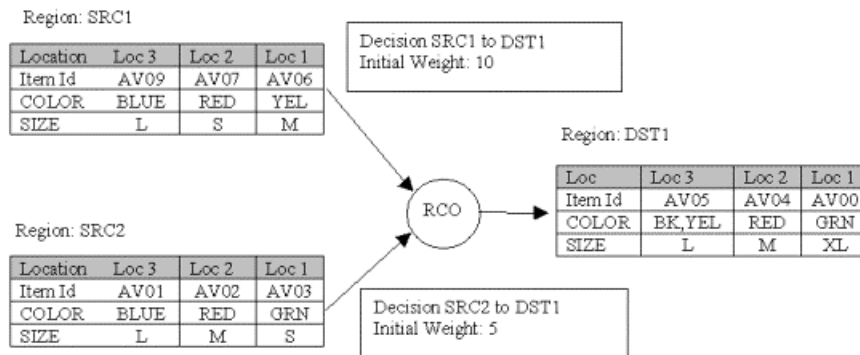 Region: SRC1
Location Loc 3 Loc 2 Loc 1
Item Id AV09 AV07 AV06
COLOR BLUE RED YEL
SIZE L S M
Decision SRC1 to DST1
Initial Weight: 10
Region: DST1
Loc Loc 3 Loc 2 Loc 1
Item Id AV05 AV04 AV00
COLOR BK,YEL RED GRN
SIZE L M XL
RCO
Region: SRC2
Location Loc 3 Loc 2 Loc 1
Item Id AV01 AV02 AV03
COLOR BLUE RED GRN
SIZE L M S
Decision SRC2 to DST1
Initial Weight: 5